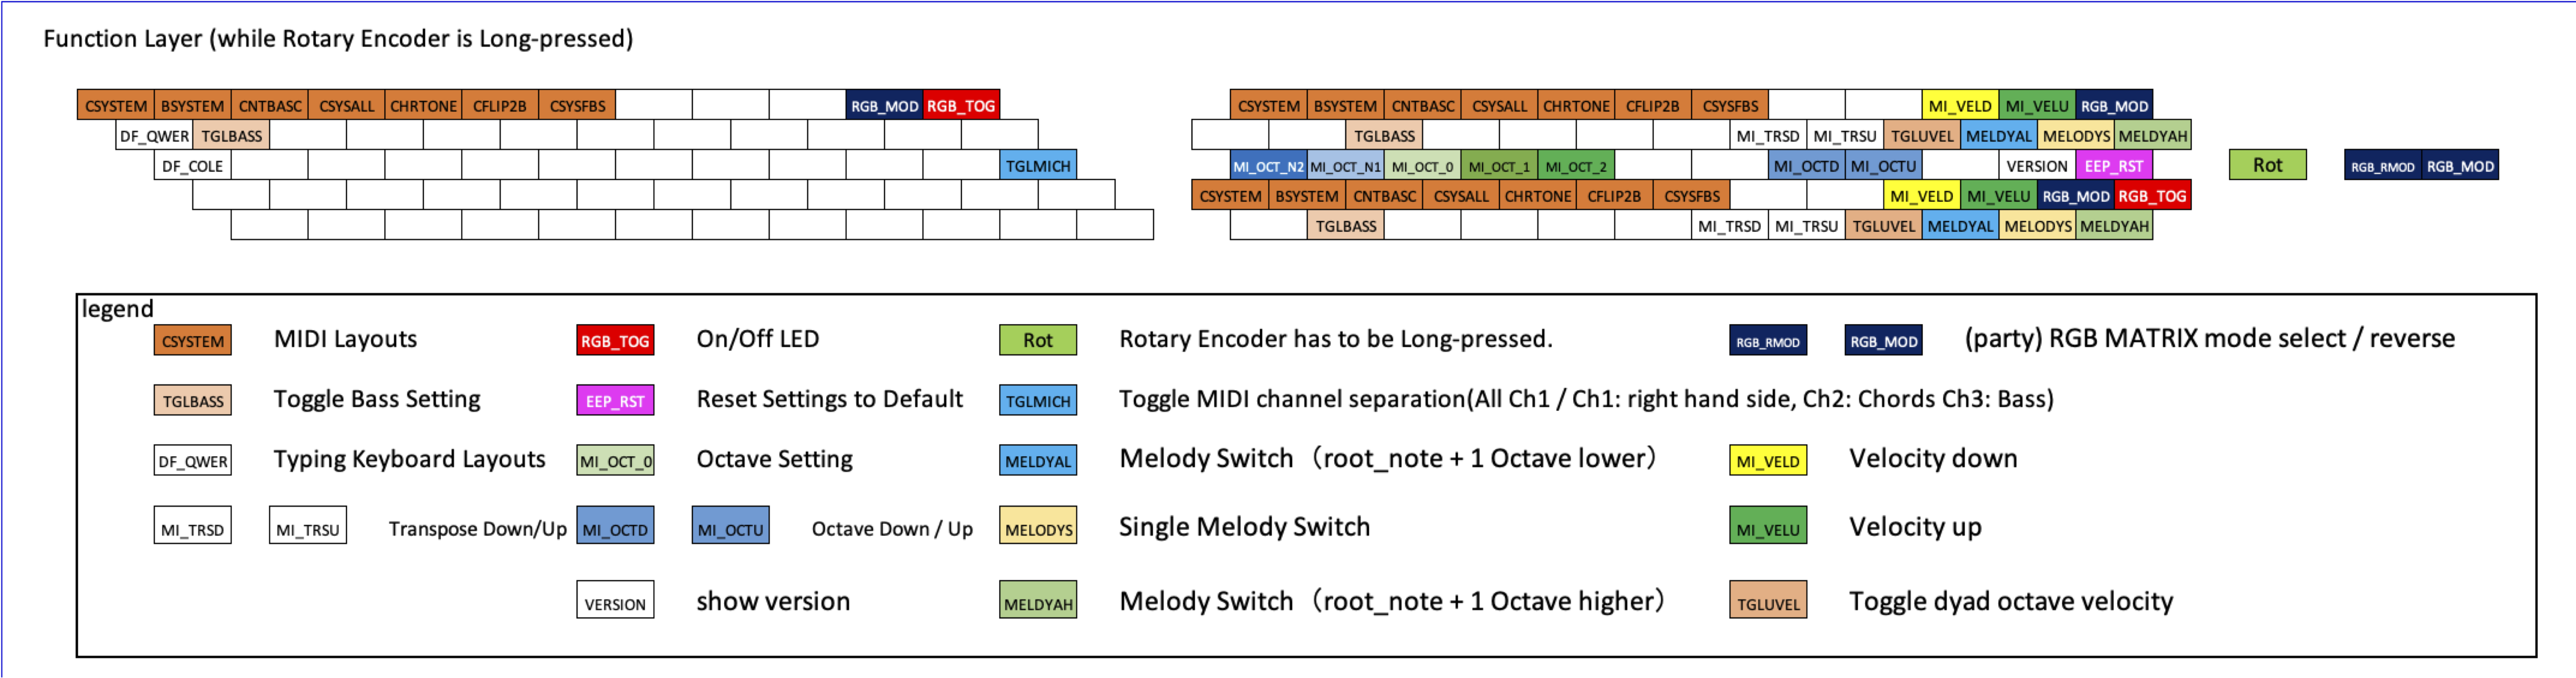 Function Layer (while Rotary Encoder is Long-pressed)
CSYSTEM BSYSTEM CNTBASC CSYSALL CHRTONE CFLIP2B CSYSFBS RGB_MOD RGB_TOG
DF_QWER TGLBASS
DF_COLE TGLMICH
CSYSTEM BSYSTEM CNTBASC CSYSALL CHRTONE CFLIP2B CSYSFBS MI_VELD MI_VELU RGB_MOD
TGLBASS MI_TRSD MI_TRSU TGLUVEL MELDYAL MELODYS MELDYAH
MI_OCT_N2 MI_OCT_N1 MI_OCT_0 MI_OCT_1 MI_OCT_2 MI_OCTD MI_OCTU VERSION EEP_RST
CSYSTEM BSYSTEM CNTBASC CSYSALL CHRTONE CFLIP2B CSYSFBS MI_VELD MI_VELU RGB_MOD RGB_TOG
TGLBASS MI_TRSD MI_TRSU TGLUVEL MELDYAL MELODYS MELDYAH
Rot RGB_RMOD RGB_MOD
legend
CSYSTEM MIDI Layouts RGB_TOG On/Off LED Rot Rotary Encoder has to be Long-pressed. RGB_RMOD RGB_MOD (party) RGB MATRIX mode select / reverse
TGLBASS Toggle Bass Setting EEP_RST Reset Settings to Default TGLMICH Toggle MIDI channel separation(All Ch1 / Ch1: right hand side, Ch2: Chords Ch3: Bass)
DF_QWER Typing Keyboard Layouts MI_OCT_0 Octave Setting MELDYAL Melody Switch（root_note + 1 Octave lower） MI_VELD Velocity down
MI_TRSD MI_TRSU Transpose Down/Up MI_OCTD MI_OCTU Octave Down / Up MELODYS Single Melody Switch MI_VELU Velocity up
VERSION show version MELDYAH Melody Switch（root_note + 1 Octave higher） TGLUVEL Toggle dyad octave velocity